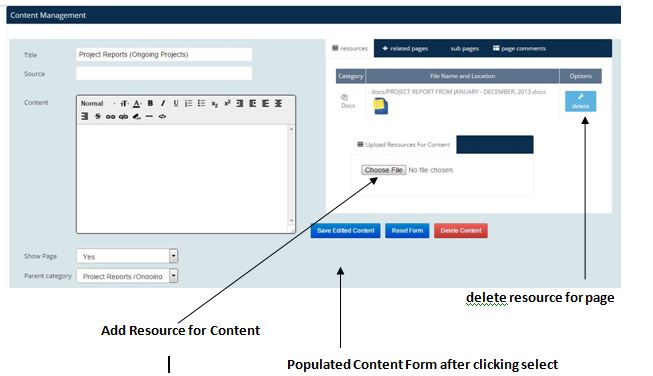 Content Management
Title
Project Reports (Ongoing Projects)
Source
Content
Normal
Show Page
Yes
Parent category
Project Reports (Ongoing
resources
related pages
sub pages
page comments
Category
File Name and Location
Options
Docs
docs/PROJECT REPORT FROM JANUARY - DECEMBER, 2013.docx
delete
Upload Resources For Content
Choose File No file chosen
Save Editted Content
Reset Form
Delete Content
delete resource for page
Add Resource for Content
Populated Content Form after clicking select